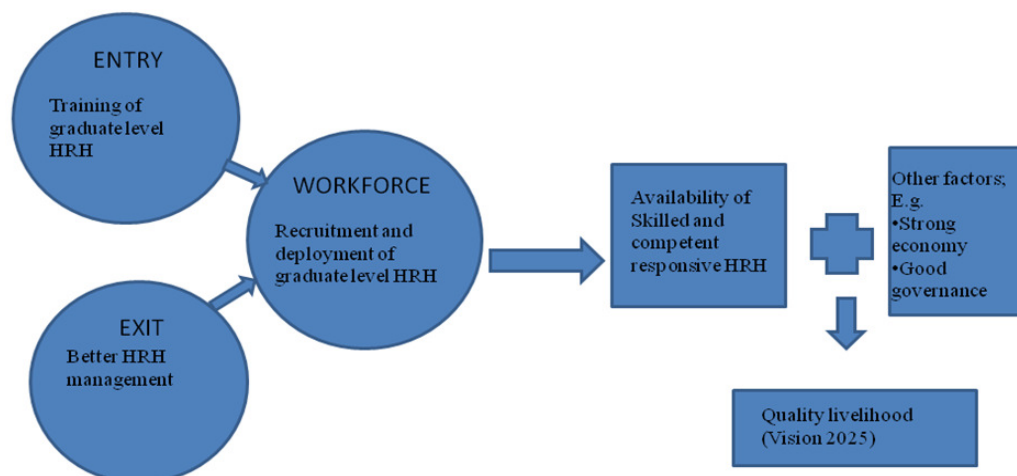 ENTRY
Training of
graduate level
HRH
WORKFORCE
Recruitment and
deployment of
graduate level HRH
EXIT
Better HRH
management
Availability of
Skilled and
competent
responsive HRH
Other factors;
E.g.
•Strong
economy
•Good
governance
Quality livelihood
(Vision 2025)